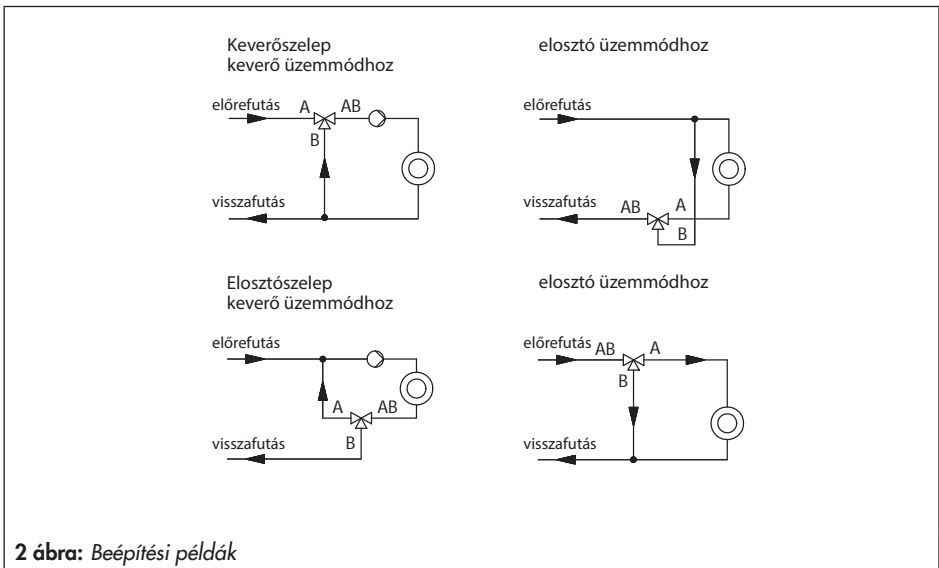 Keverőszelep
keverő üzemmódhoz
előrefutás
A
AB
B
visszafutás
elosztó üzemmódhoz
előrefutás
visszafutás
AB
A
B
Elosztószelep
keverő üzemmódhoz
előrefutás
A
AB
B
visszafutás
elosztó üzemmódhoz
előrefutás
AB
A
B
visszafutás
2 ábra: Beépítési példák